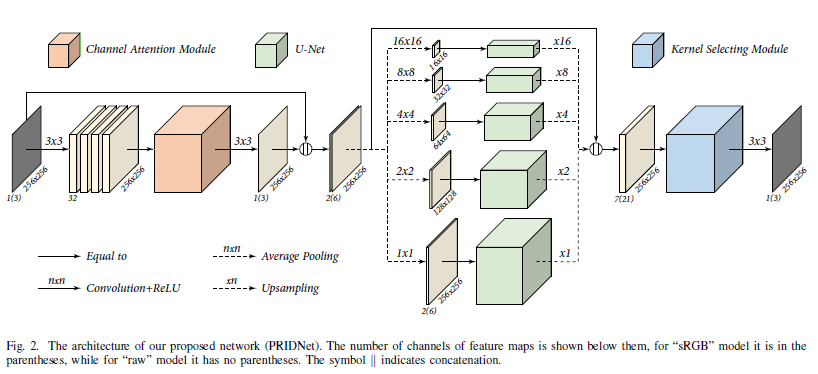 Channel Attention Module
U-Net
Kernel Selecting Module
16x16
16x16
x16
8x8
32x32
x8
4x4
64x64
x4
2x2
128x128
x2
1x1
256x256
2(6)
x1
3x3
256x256
1(3)
32
256x256
3x3
256x256
1(3)
||
256x256
2(6)
||
256x256
7(21)
3x3
256x256
1(3)
Equal to
nxn
Convolution+ReLU
nxn
Average Pooling
xn
Upsampling
Fig. 2. The architecture of our proposed network (PRIDNet). The number of channels of feature maps is shown below them, for “sRGB” model it is in the
parentheses, while for “raw” model it has no parentheses. The symbol || indicates concatenation.